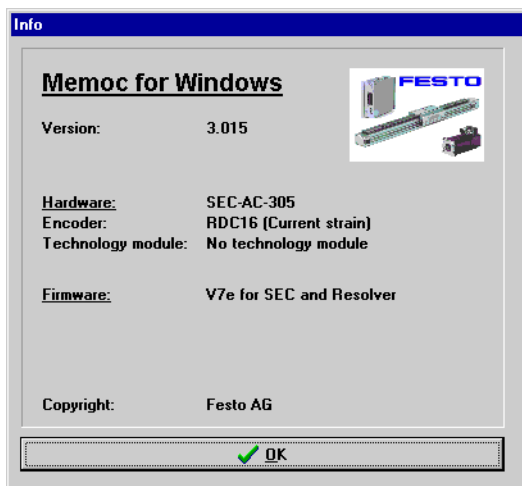 Info
Memoc for Windows
FESTO
Version: 3.015
Hardware: SEC-AC-305
Encoder: RDC16 (Current strain)
Technology module: No technology module
Firmware: V7e for SEC and Resolver
Copyright: Festo AG
OK